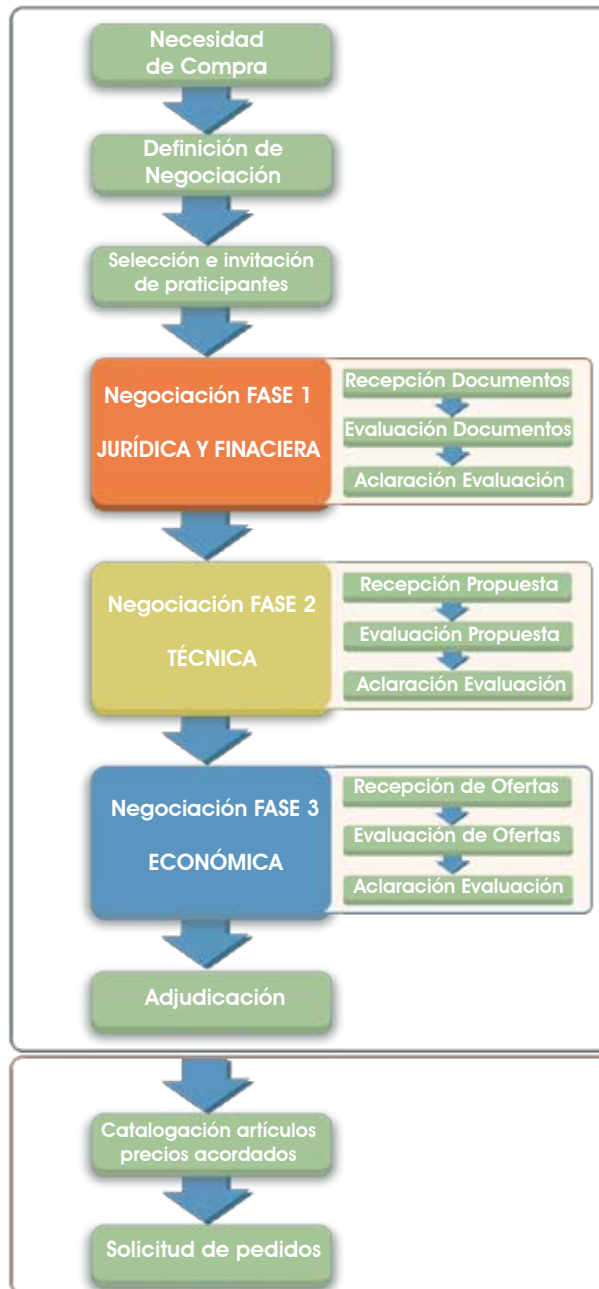 Necesidad
de Compra
Definición de
Negociación
Selección e invitación
de praticipantes
Negociación FASE 1
JURÍDICA Y FINACIERA
Recepción Documentos
Evaluación Documentos
Aclaración Evaluación
Negociación FASE 2
TÉCNICA
Recepción Propuesta
Evaluación Propuesta
Aclaración Evaluación
Negociación FASE 3
ECONÓMICA
Recepción de Ofertas
Evaluación de Ofertas
Aclaración Evaluación
Adjudicación
Catalogación artículos
precios acordados
Solicitud de pedidos